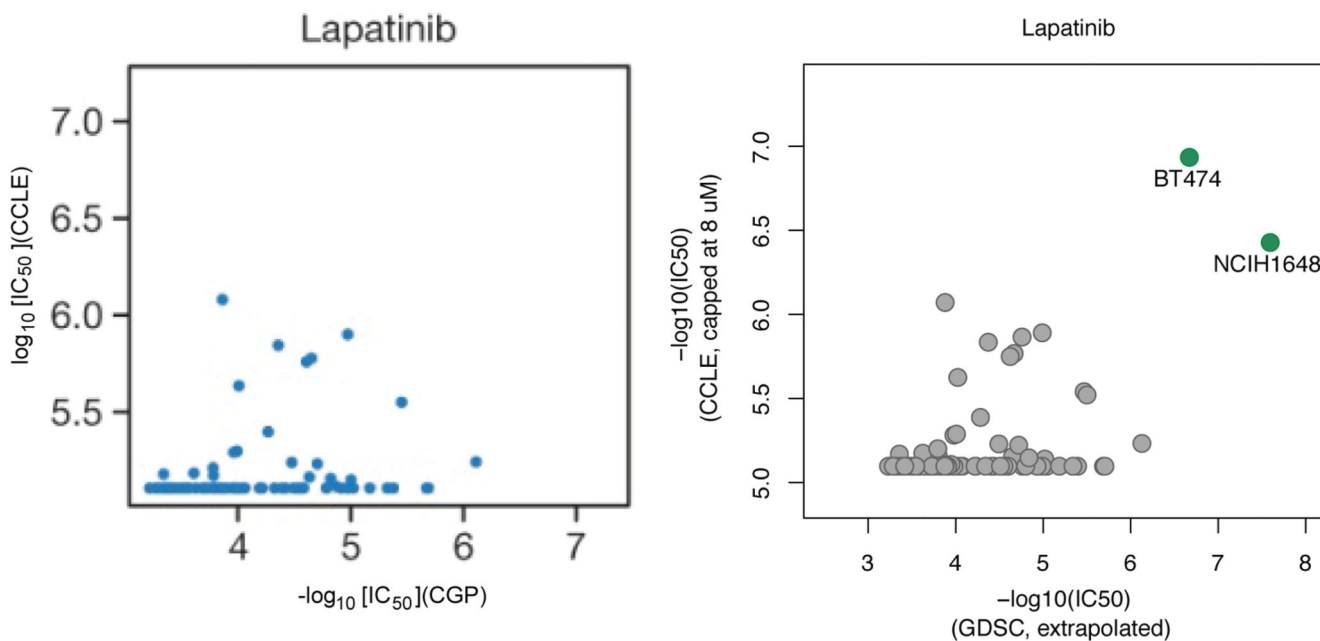 Lapatinib
log₁₀ [IC₅₀](CCLE)
7.0
6.5
6.0
5.5
4 5 6 7
-log₁₀ [IC₅₀](CGP)
Lapatinib
−log10(IC50)
(CCLE, capped at 8 uM)
7.0
6.5
6.0
5.5
5.0
BT474
NCIH1648
3 4 5 6 7 8
−log10(IC50)
(GDSC, extrapolated)